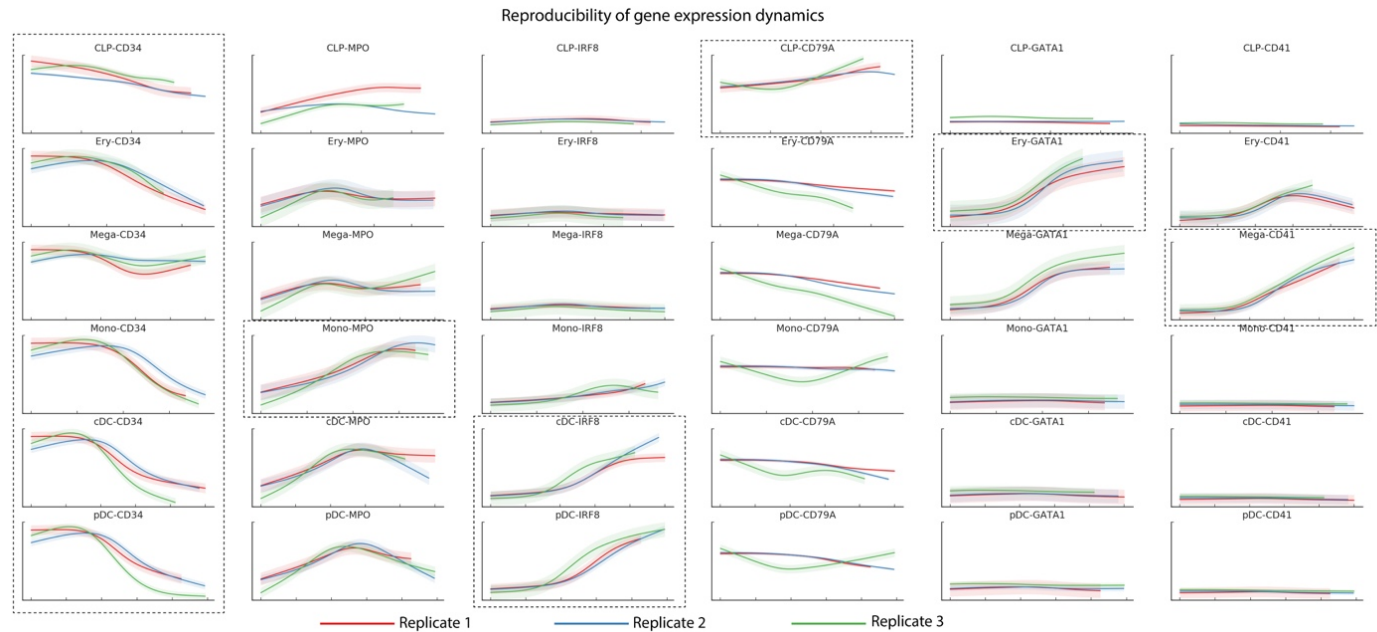 Reproducibility of gene expression dynamics
CLP-CD34 CLP-MPO CLP-IRF8 CLP-CD79A CLP-GATA1 CLP-CD41
Ery-CD34 Ery-MPO Ery-IRF8 Ery-CD79A Ery-GATA1 Ery-CD41
Mega-CD34 Mega-MPO Mega-IRF8 Mega-CD79A Mega-GATA1 Mega-CD41
Mono-CD34 Mono-MPO Mono-IRF8 Mono-CD79A Mono-GATA1 Mono-CD41
cDC-CD34 cDC-MPO cDC-IRF8 cDC-CD79A cDC-GATA1 cDC-CD41
pDC-CD34 pDC-MPO pDC-IRF8 pDC-CD79A pDC-GATA1 pDC-CD41
Replicate 1 Replicate 2 Replicate 3